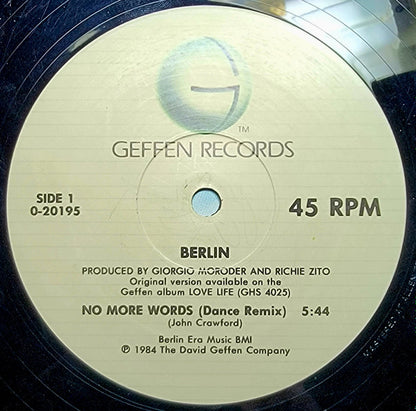 G
TM
GEFFEN RECORDS
SIDE 1
0-20195
45 RPM
BERLIN
PRODUCED BY GIORGIO MORODER AND RICHIE ZITO
Original version available on the
Geffen album LOVE LIFE (GHS 4025)
NO MORE WORDS (Dance Remix) 5:44
(John Crawford)
Berlin Era Music BMI
℗ 1984 The David Geffen Company